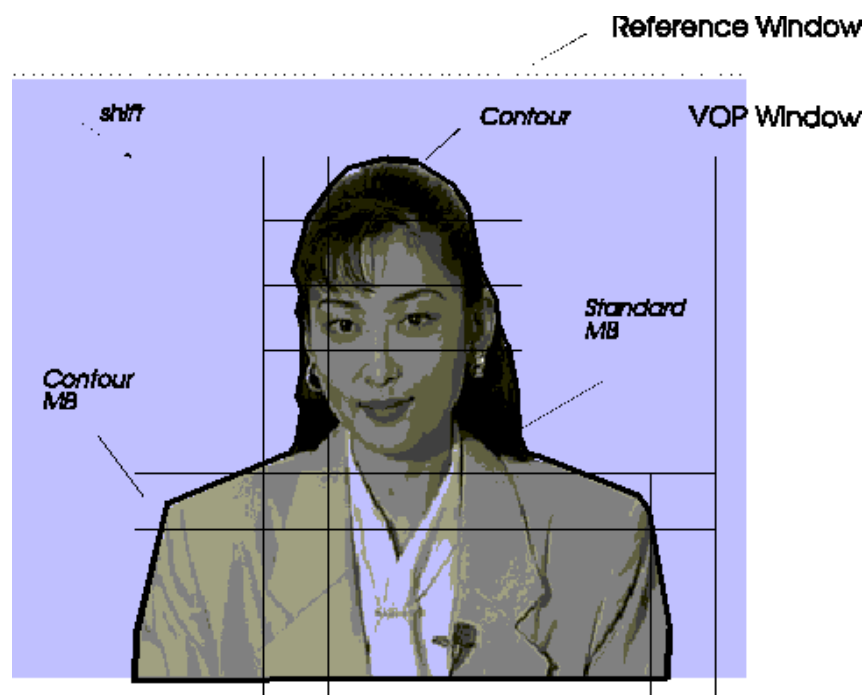 Reference Window
shift
Contour
VOP Window
Standard
MB
Contour
MB